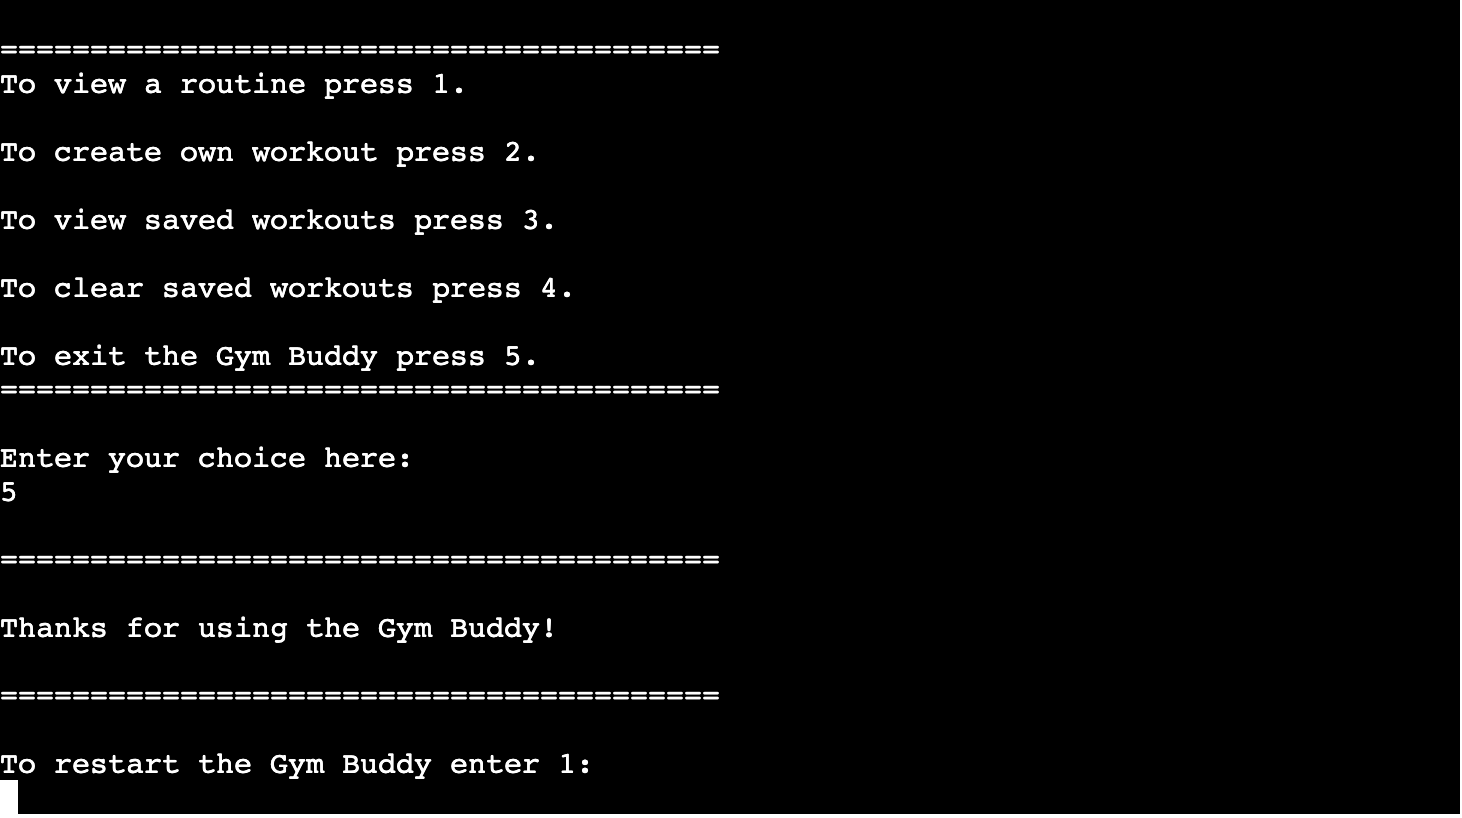 ========================================
To view a routine press 1.
To create own workout press 2.
To view saved workouts press 3.
To clear saved workouts press 4.
To exit the Gym Buddy press 5.
========================================
Enter your choice here:
5
========================================
Thanks for using the Gym Buddy!
========================================
To restart the Gym Buddy enter 1: